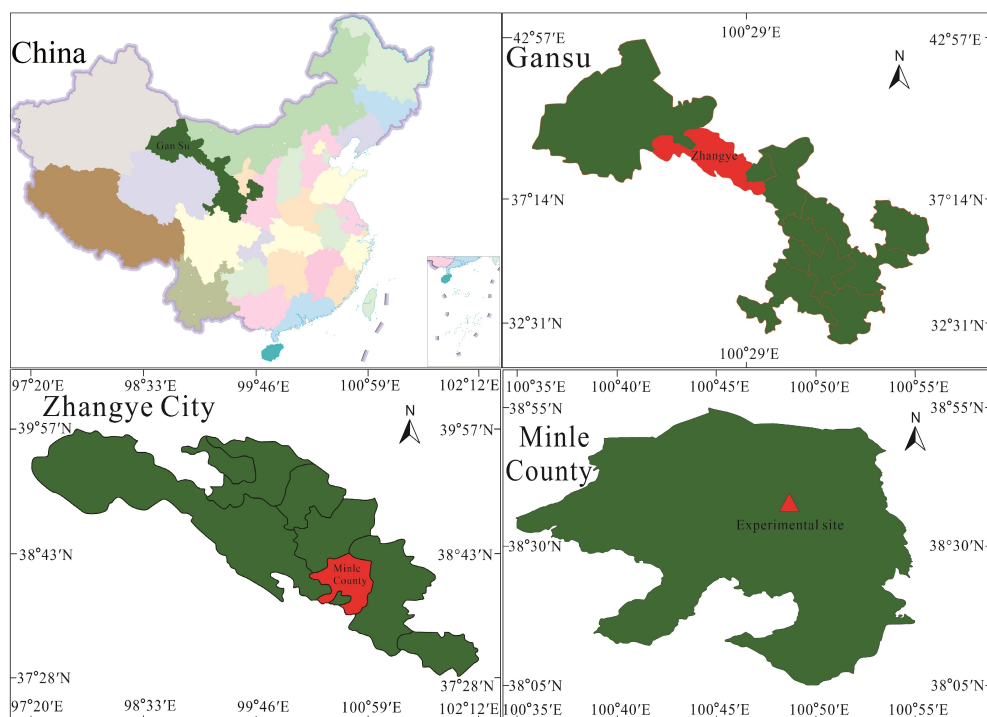 China
Gan Su
Gansu
100°29′E
42°57′E
42°57′E
N
Zhangye
37°14′N
37°14′N
32°31′N
32°31′N
100°29′E
97°20′E 98°33′E 99°46′E 100°59′E 102°12′E
Zhangye City
N
39°57′N
39°57′N
38°43′N
38°43′N
Minle
County
37°28′N
37°28′N
97°20′E 98°33′E 99°46′E 100°59′E 102°12′E
100°35′E 100°40′E 100°45′E 100°50′E 100°55′E
38°55′N
38°55′N
N
Minle
County
Experimental site
38°30′N
38°30′N
38°05′N
38°05′N
100°35′E 100°40′E 100°45′E 100°50′E 100°55′E